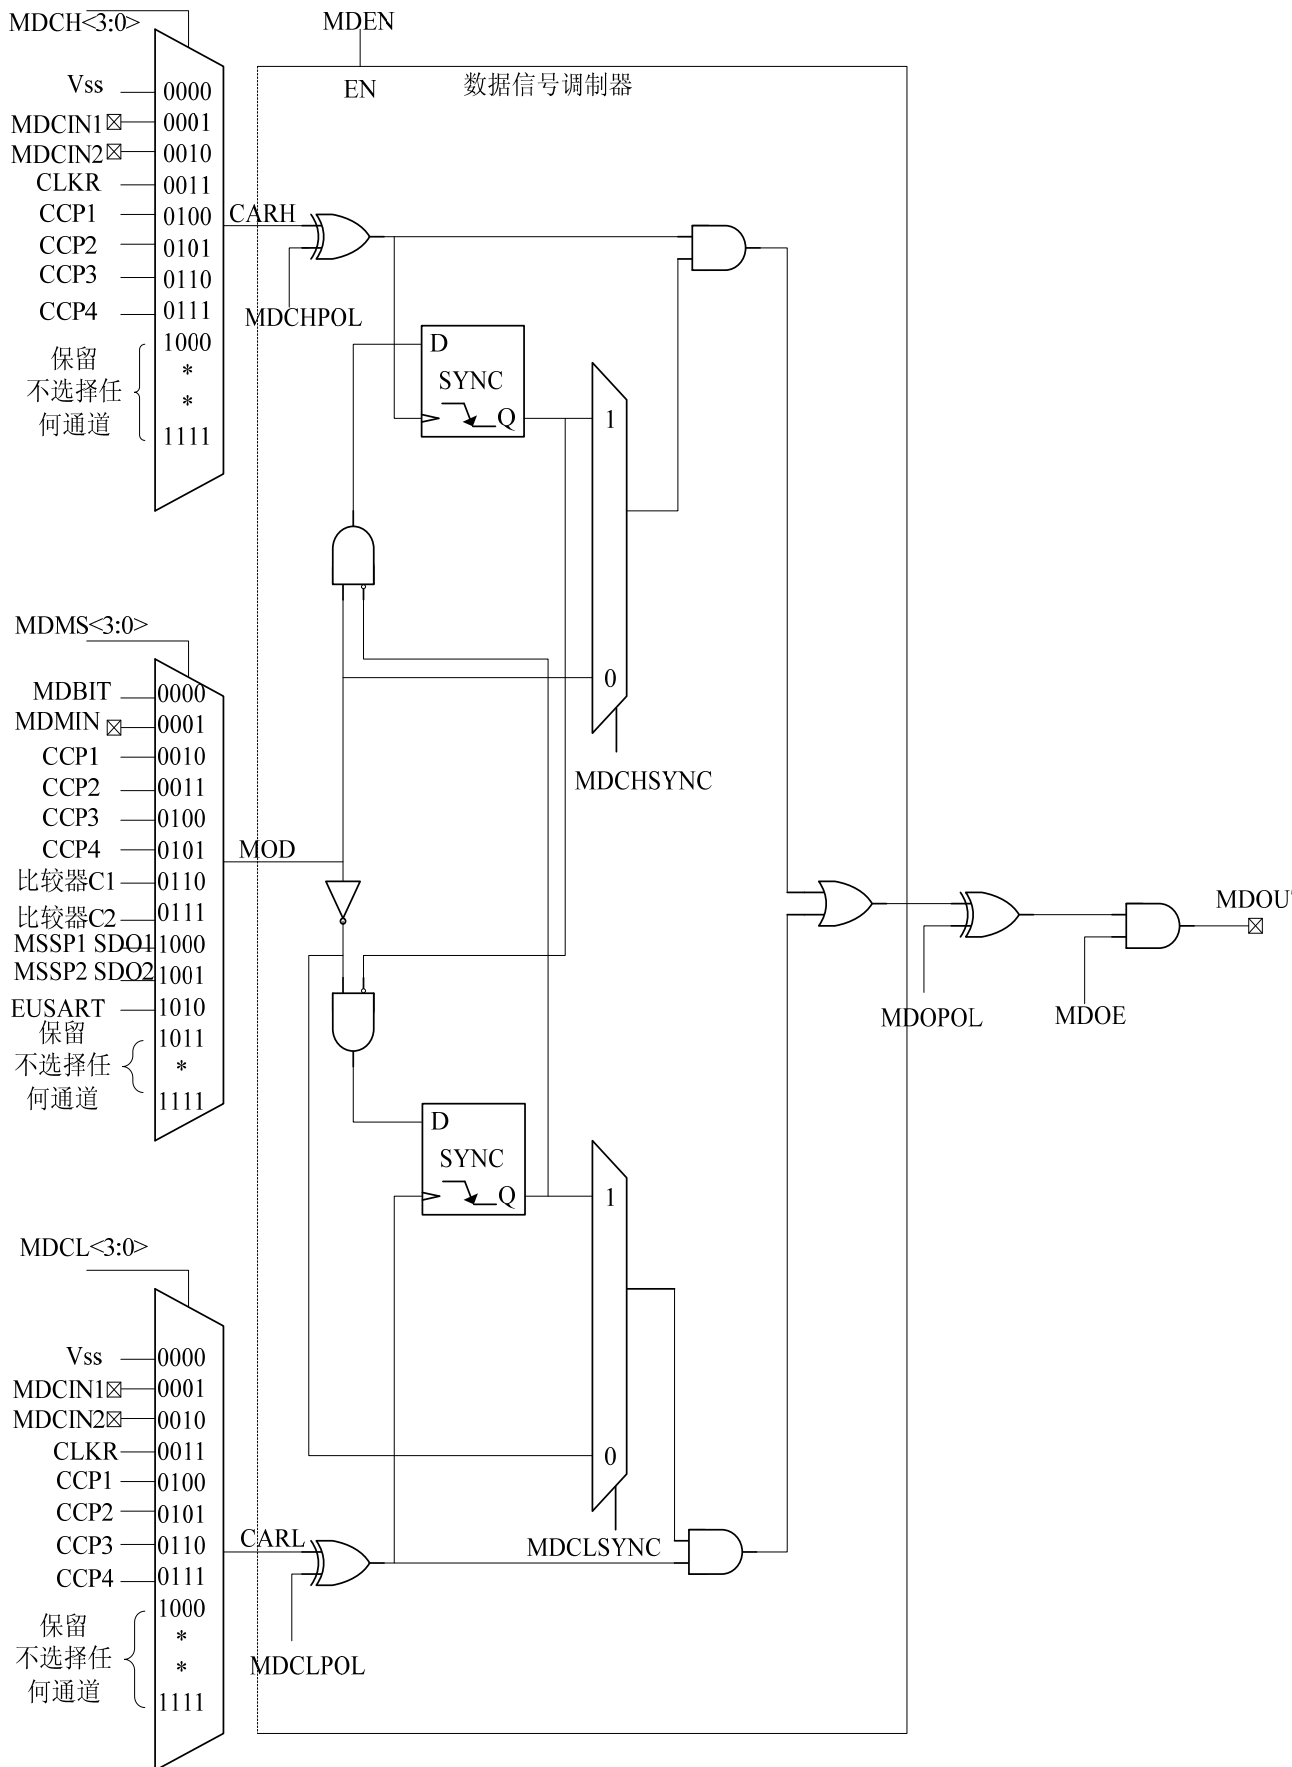 MDCH<3:0>
Vss 0000
MDCIN1 0001
MDCIN2 0010
CLKR 0011
CCP1 0100
CCP2 0101
CCP3 0110
CCP4 0111
保留
不选择任
何通道
1000
*
*
1111
MDEN
EN
数据信号调制器
CARH
MDCHPOL
D
SYNC
Q
1
0
MDCHSYNC
MDMS<3:0>
MDBIT 0000
MDMIN 0001
CCP1 0010
CCP2 0011
CCP3 0100
CCP4 0101
比较器C1 0110
比较器C2 0111
MSSP1 SDO1 1000
MSSP2 SDO2 1001
EUSART 1010
保留
不选择任
何通道
1011
*
1111
MOD
MDOPOL
MDOE
MDOU
D
SYNC
Q
1
0
MDCLSYNC
MDCL<3:0>
Vss 0000
MDCIN1 0001
MDCIN2 0010
CLKR 0011
CCP1 0100
CCP2 0101
CCP3 0110
CCP4 0111
保留
不选择任
何通道
1000
*
*
1111
CARL
MDCLPOL